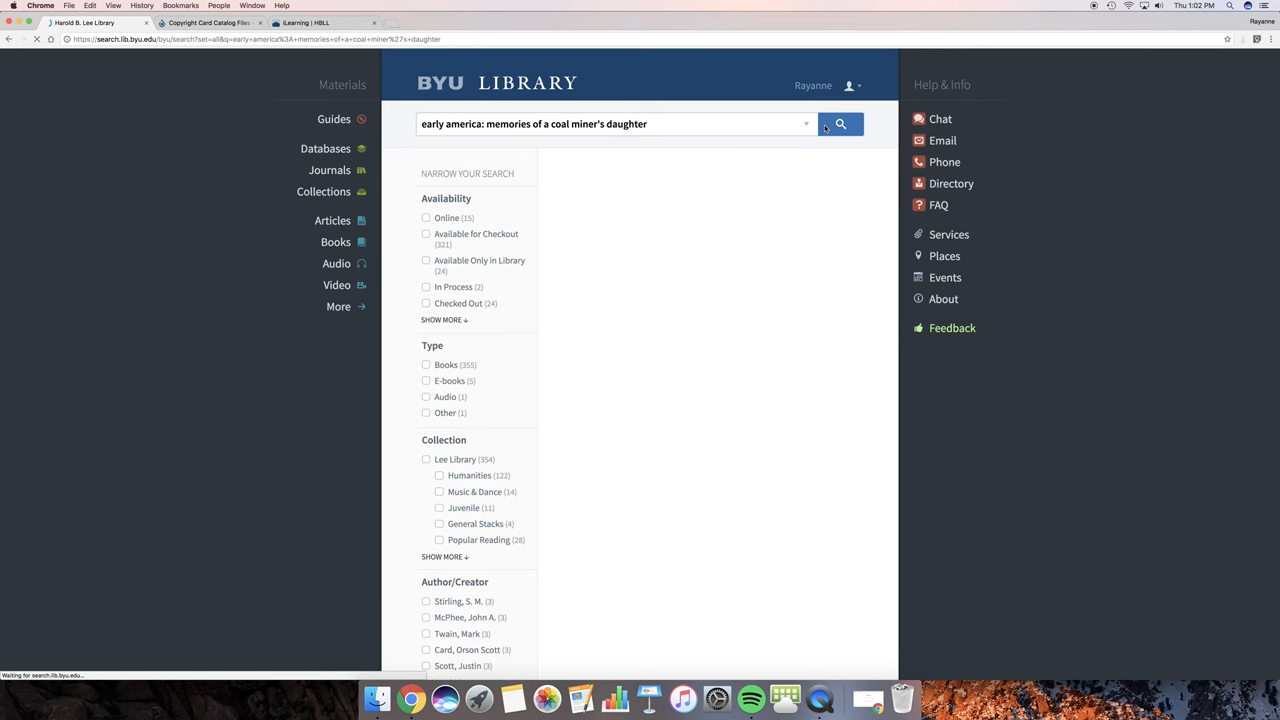 Chrome File Edit View History Bookmarks People Window Help
Thu 1:02 PM
Harold B. Lee Library
Copyright Card Catalog Files -
iLearning | HBLL
Rayanne
https://search.lib.byu.edu/byu/search?set=all&q=early+america%3A+memories+of+a+coal+miner%27s+daughter
Materials
Guides
Databases
Journals
Collections
Articles
Books
Audio
Video
More
BYU LIBRARY
Rayanne
early america: memories of a coal miner's daughter
NARROW YOUR SEARCH
Availability
Online (15)
Available for Checkout
(321)
Available Only in Library
(24)
In Process (2)
Checked Out (24)
SHOW MORE
Type
Books (355)
E-books (5)
Audio (1)
Other (1)
Collection
Lee Library (354)
Humanities (122)
Music & Dance (14)
Juvenile (11)
General Stacks (4)
Popular Reading (28)
SHOW MORE
Author/Creator
Stirling, S. M. (3)
McPhee, John A. (3)
Twain, Mark (3)
Card, Orson Scott (3)
Scott, Justin (3)
Help & Info
Chat
Email
Phone
Directory
FAQ
Services
Places
Events
About
Feedback
Waiting for search.lib.byu.edu...